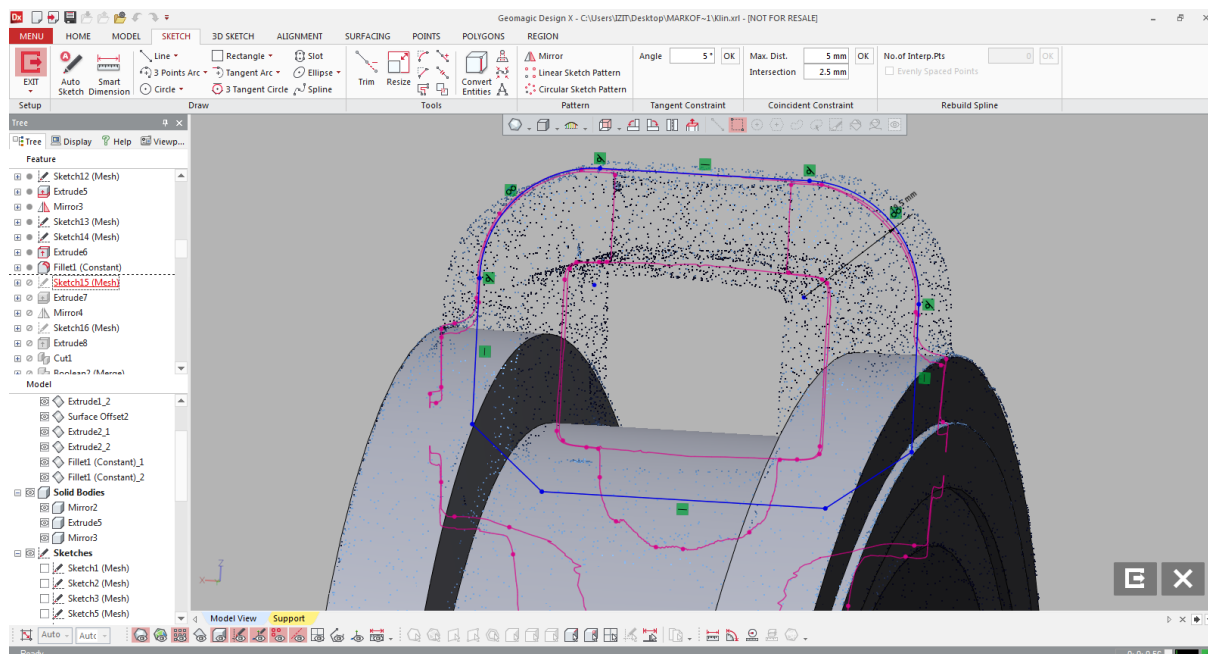 Geomagic Design X - C:\Users\IZIT\Desktop\MARKOF~1\Klin.xrl - [NOT FOR RESALE]
MENU HOME MODEL SKETCH 3D SKETCH ALIGNMENT SURFACING POINTS POLYGONS REGION
Line Rectangle Slot Mirror Angle 5 ° OK Max. Dist. 5 mm OK No.of Interp.Pts 0 OK
3 Points Arc Tangent Arc Ellipse Linear Sketch Pattern Intersection 2.5 mm Evenly Spaced Points
EXIT Auto Sketch Smart Dimension Circle 3 Tangent Circle Spline Trim Resize Convert Entities Circular Sketch Pattern
Setup Draw Tools Pattern Tangent Constraint Coincident Constraint Rebuild Spline
Tree
Tree Display Help Viewp...
Feature
Sketch12 (Mesh)
Extrude5
Mirror3
Sketch13 (Mesh)
Sketch14 (Mesh)
Extrude6
Fillet1 (Constant)
Sketch15 (Mesh)
Extrude7
Mirror4
Sketch16 (Mesh)
Extrude8
Cut1
Boolean2 (Merge)
Model
Extrude1_2
Surface Offset2
Extrude2_1
Extrude2_2
Fillet1 (Constant)_1
Fillet1 (Constant)_2
Solid Bodies
Mirror2
Extrude5
Mirror3
Sketches
Sketch1 (Mesh)
Sketch2 (Mesh)
Sketch3 (Mesh)
Sketch5 (Mesh)
mm
Z
X
Model View Support
Auto Autc
Ready